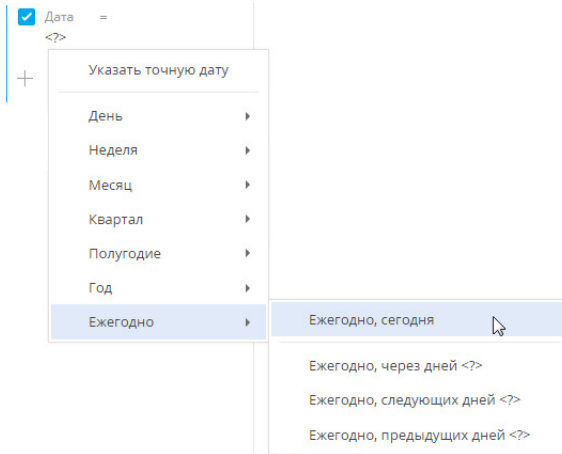 Дата =
<?>
Указать точную дату
День
Неделя
Месяц
Квартал
Полугодие
Год
Ежегодно
Ежегодно, сегодня
Ежегодно, через дней <?>
Ежегодно, следующих дней <?>
Ежегодно, предыдущих дней <?>